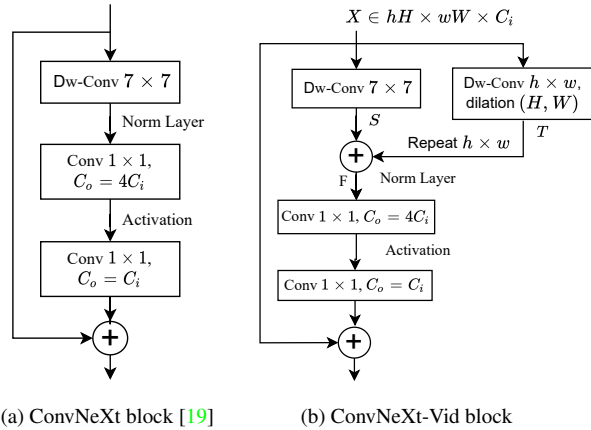 Dw-Conv 7 × 7
Norm Layer
Conv 1 × 1,
C_o = 4C_i
Activation
Conv 1 × 1,
C_o = C_i
+
(a) ConvNeXt block [19]
X ∈ hH × wW × C_i
Dw-Conv 7 × 7
Dw-Conv h × w,
dilation (H, W)
S
T
Repeat h × w
+
F
Norm Layer
Conv 1 × 1, C_o = 4C_i
Activation
Conv 1 × 1, C_o = C_i
+
(b) ConvNeXt-Vid block